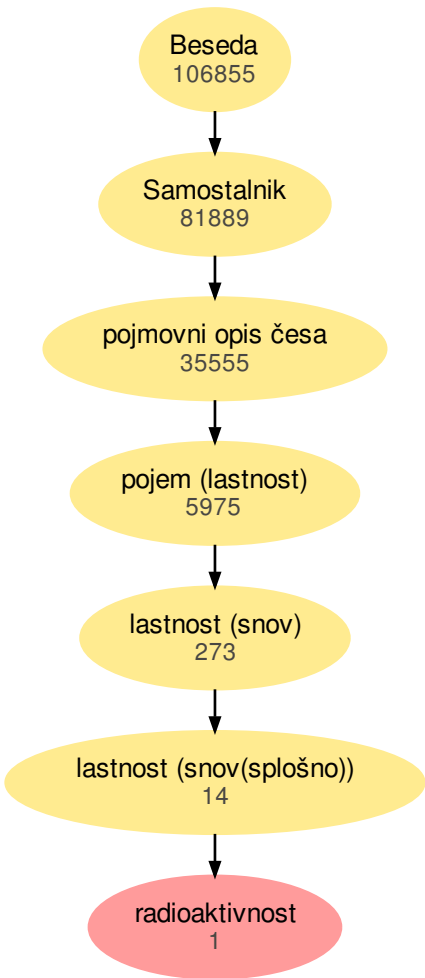 Beseda
106855
Samostalnik
81889
pojmovni opis česa
35555
pojem (lastnost)
5975
lastnost (snov)
273
lastnost (snov(splošno))
14
radioaktivnost
1